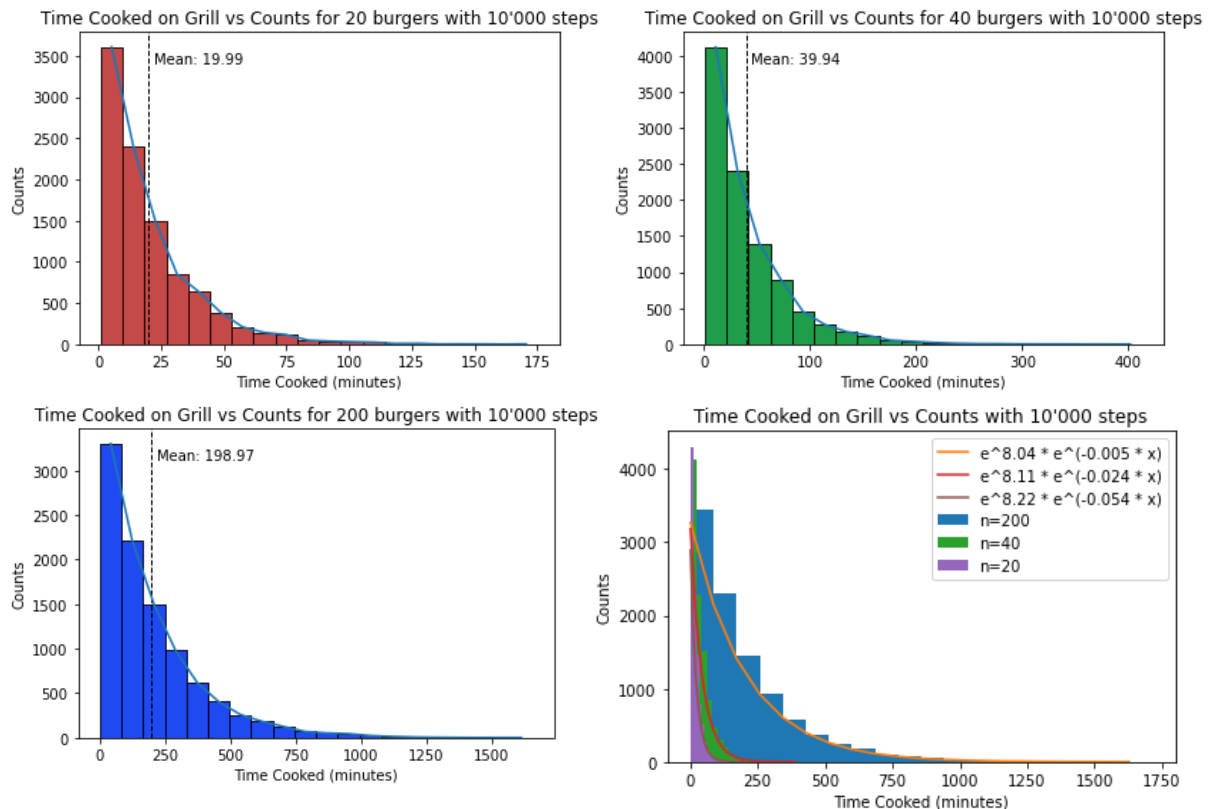 Time Cooked on Grill vs Counts for 20 burgers with 10'000 steps
Mean: 19.99
Counts
3500
3000
2500
2000
1500
1000
500
0
0 25 50 75 100 125 150 175
Time Cooked (minutes)
Time Cooked on Grill vs Counts for 40 burgers with 10'000 steps
Mean: 39.94
Counts
4000
3500
3000
2500
2000
1500
1000
500
0
0 100 200 300 400
Time Cooked (minutes)
Time Cooked on Grill vs Counts for 200 burgers with 10'000 steps
Mean: 198.97
Counts
3000
2500
2000
1500
1000
500
0
0 250 500 750 1000 1250 1500
Time Cooked (minutes)
Time Cooked on Grill vs Counts with 10'000 steps
e^8.04 * e^(-0.005 * x)
e^8.11 * e^(-0.024 * x)
e^8.22 * e^(-0.054 * x)
n=200
n=40
n=20
Counts
4000
3000
2000
1000
0
0 250 500 750 1000 1250 1500 1750
Time Cooked (minutes)